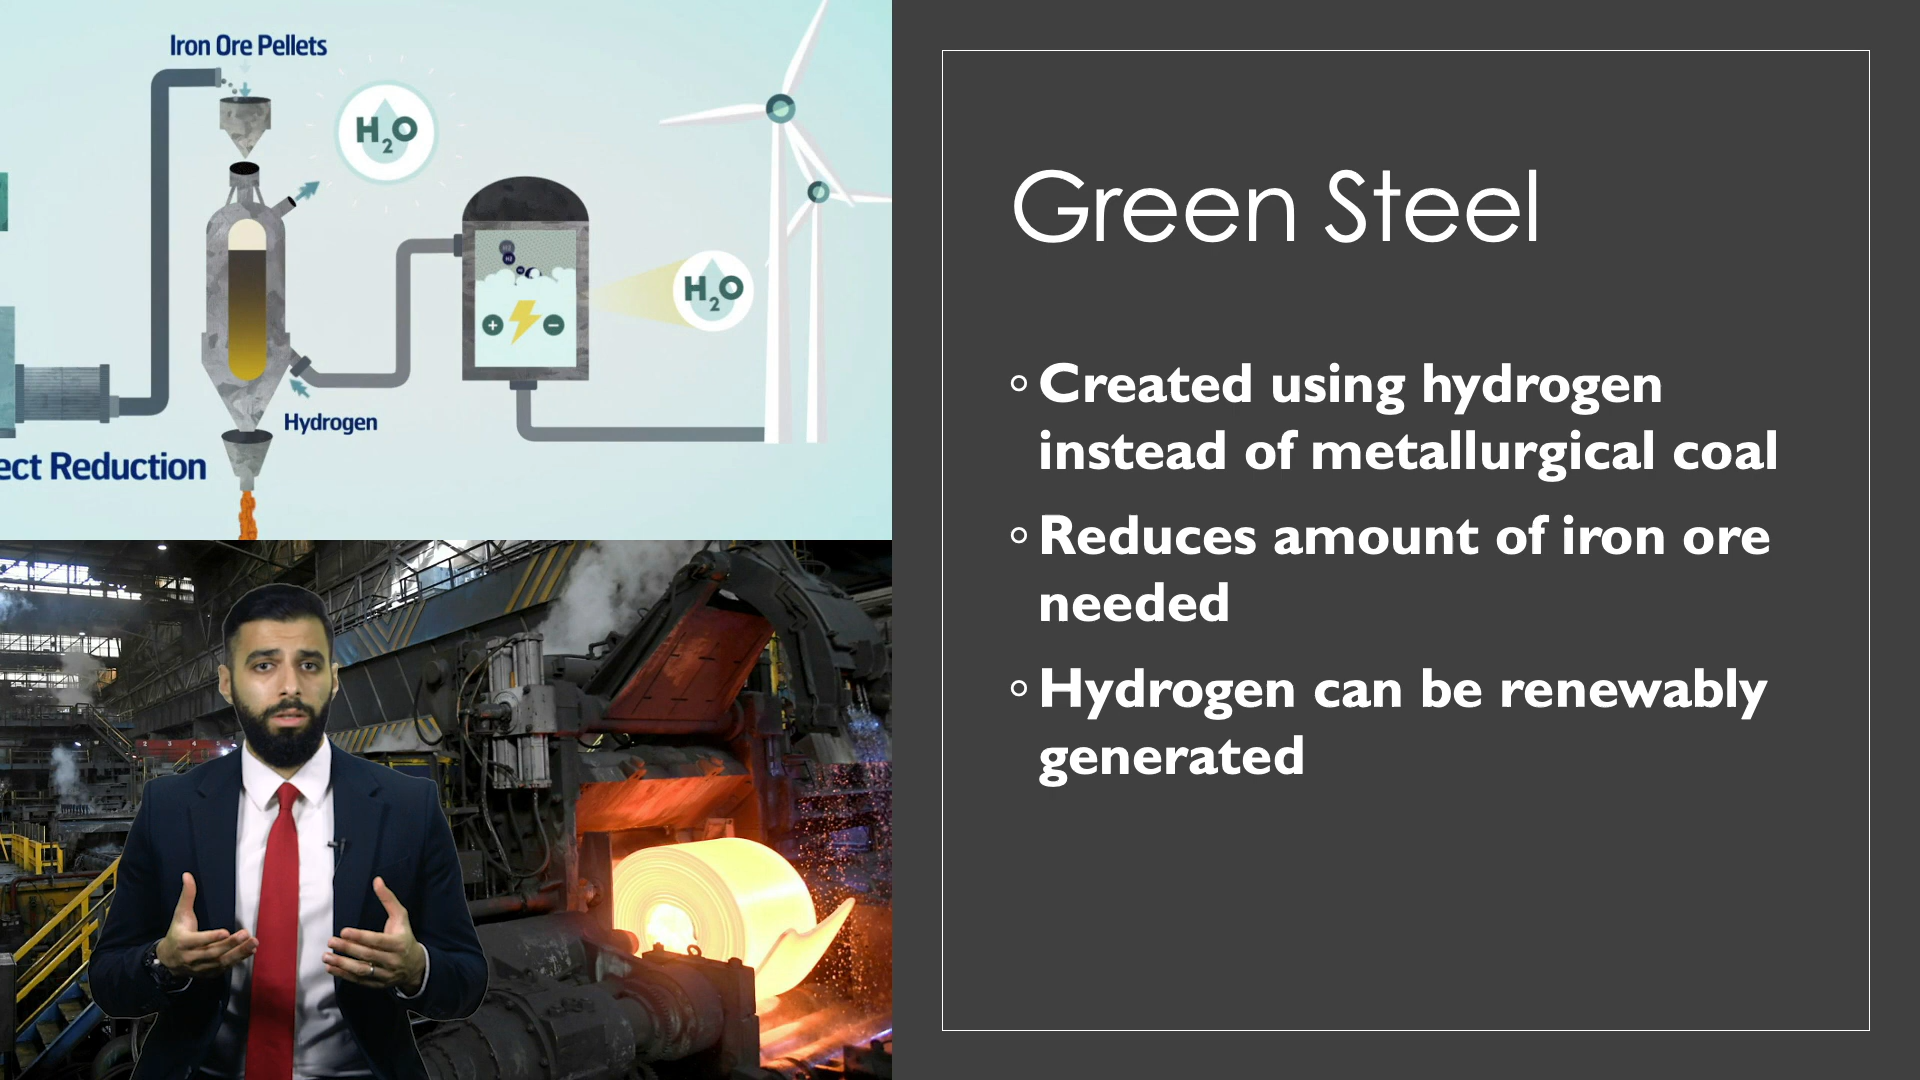 Iron Ore Pellets
H2O
H2O
Hydrogen
ect Reduction
Green Steel
Created using hydrogen
instead of metallurgical coal
Reduces amount of iron ore
needed
Hydrogen can be renewably
generated